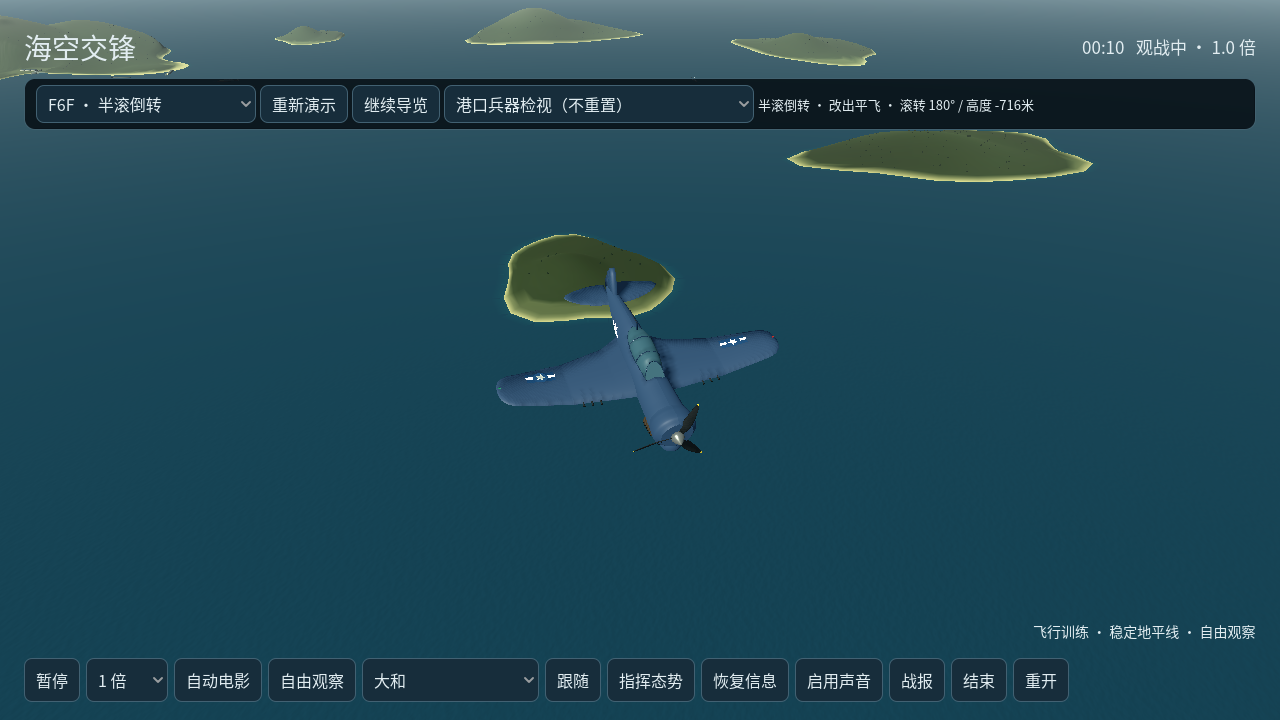 海空交锋
00:10 观战中 · 1.0 倍
F6F · 半滚倒转
重新演示
继续导览
港口兵器检视（不重置）
半滚倒转 · 改出平飞 · 滚转 180° / 高度 -716米
飞行训练 · 稳定地平线 · 自由观察
暂停
1 倍
自动电影
自由观察
大和
跟随
指挥态势
恢复信息
启用声音
战报
结束
重开